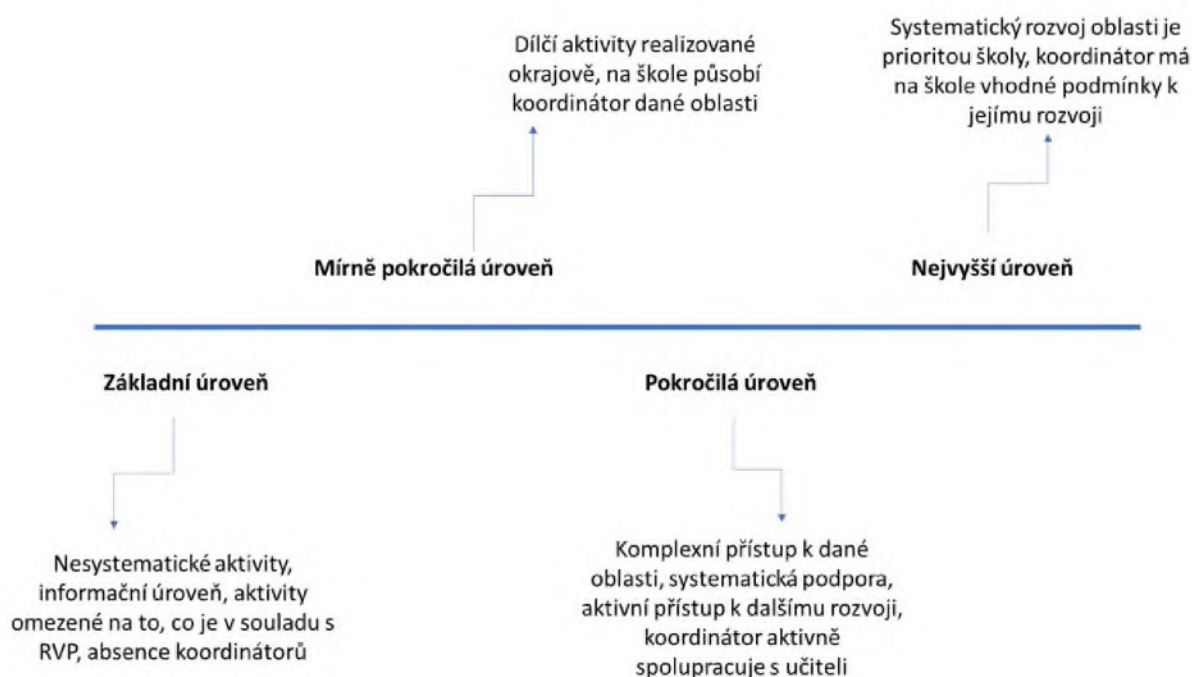 Dílčí aktivity realizované
okrajově, na škole působí
koordinátor dané oblasti
Systematický rozvoj oblasti je
prioritou školy, koordinátor má
na škole vhodné podmínky k
jejímu rozvoji
Mírně pokročilá úroveň
Nejvyšší úroveň
Základní úroveň
Pokročilá úroveň
Nesystematické aktivity,
informační úroveň, aktivity
omezené na to, co je v souladu s
RVP, absence koordinátorů
Komplexní přístup k dané
oblasti, systematická podpora,
aktivní přístup k dalšímu rozvoji,
koordinátor aktivně
spolupracuje s učiteli